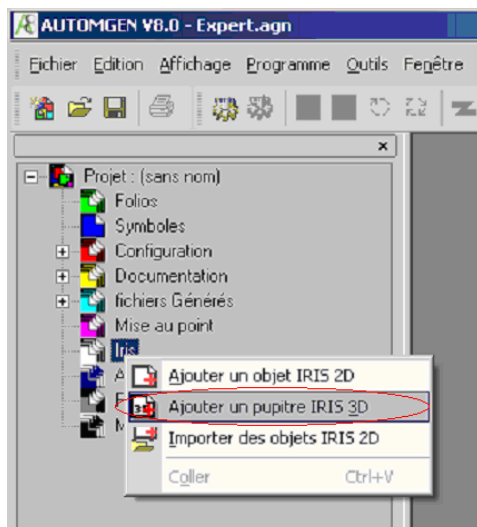 AUTOMGEN V8.0 - Expert.agn
Fichier Edition Affichage Programme Outils Fenêtre
Projet : (sans nom)
Folios
Symboles
Configuration
Documentation
fichiers Générés
Mise au point
Iris
Ajouter un objet IRIS 2D
Ajouter un pupitre IRIS 3D
Importer des objets IRIS 2D
Coller Ctrl+V